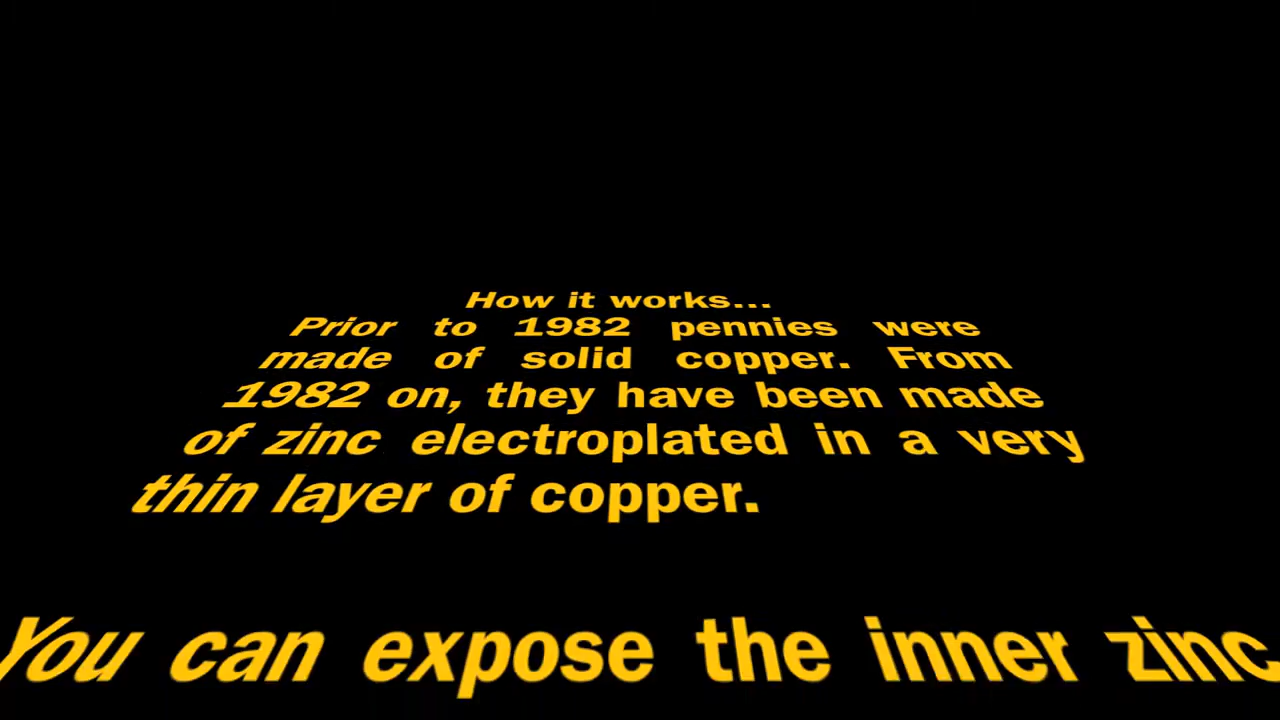 How it works...
Prior to 1982 pennies were
made of solid copper. From
1982 on, they have been made
of zinc electroplated in a very
thin layer of copper.
You can expose the inner zinc